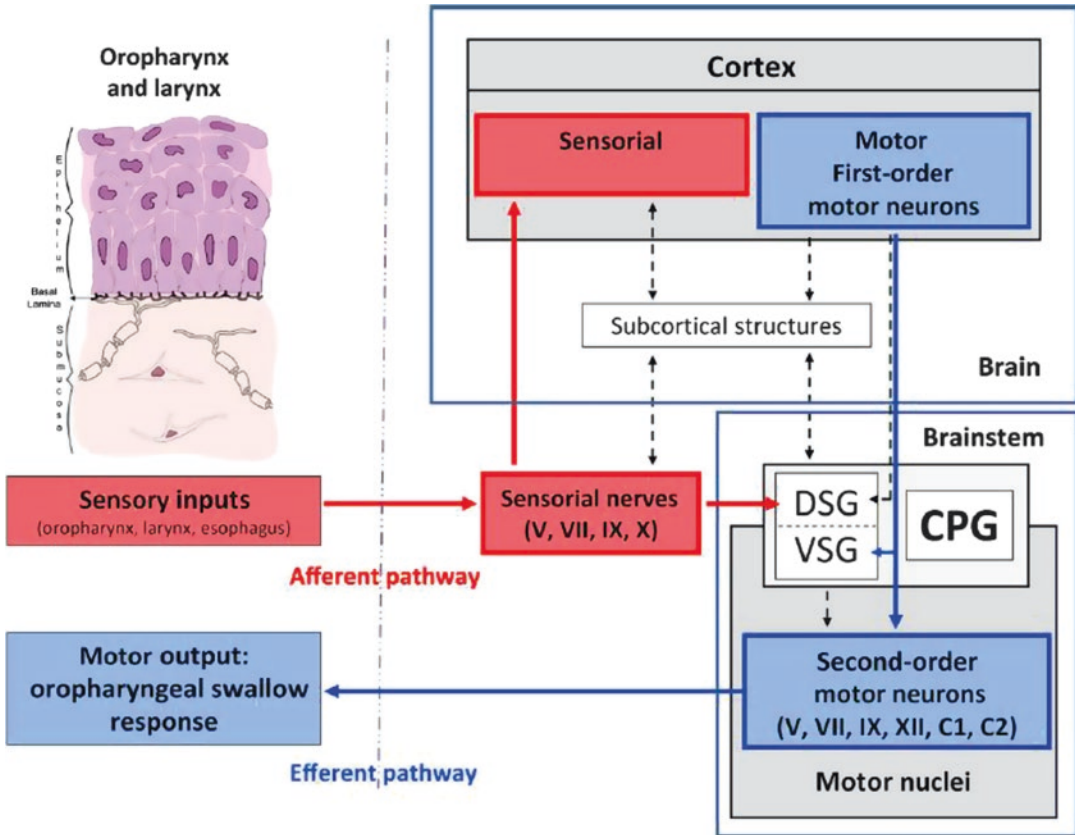 Oropharynx
and larynx
Epithelium
Basal
Lamina
Submucosa
Cortex
Sensorial
Motor
First-order
motor neurons
Subcortical structures
Brain
Brainstem
Sensory inputs
(oropharynx, larynx, esophagus)
Sensorial nerves
(V, VII, IX, X)
DSG
VSG
CPG
Afferent pathway
Motor output:
oropharyngeal swallow
response
Second-order
motor neurons
(V, VII, IX, XII, C1, C2)
Efferent pathway
Motor nuclei